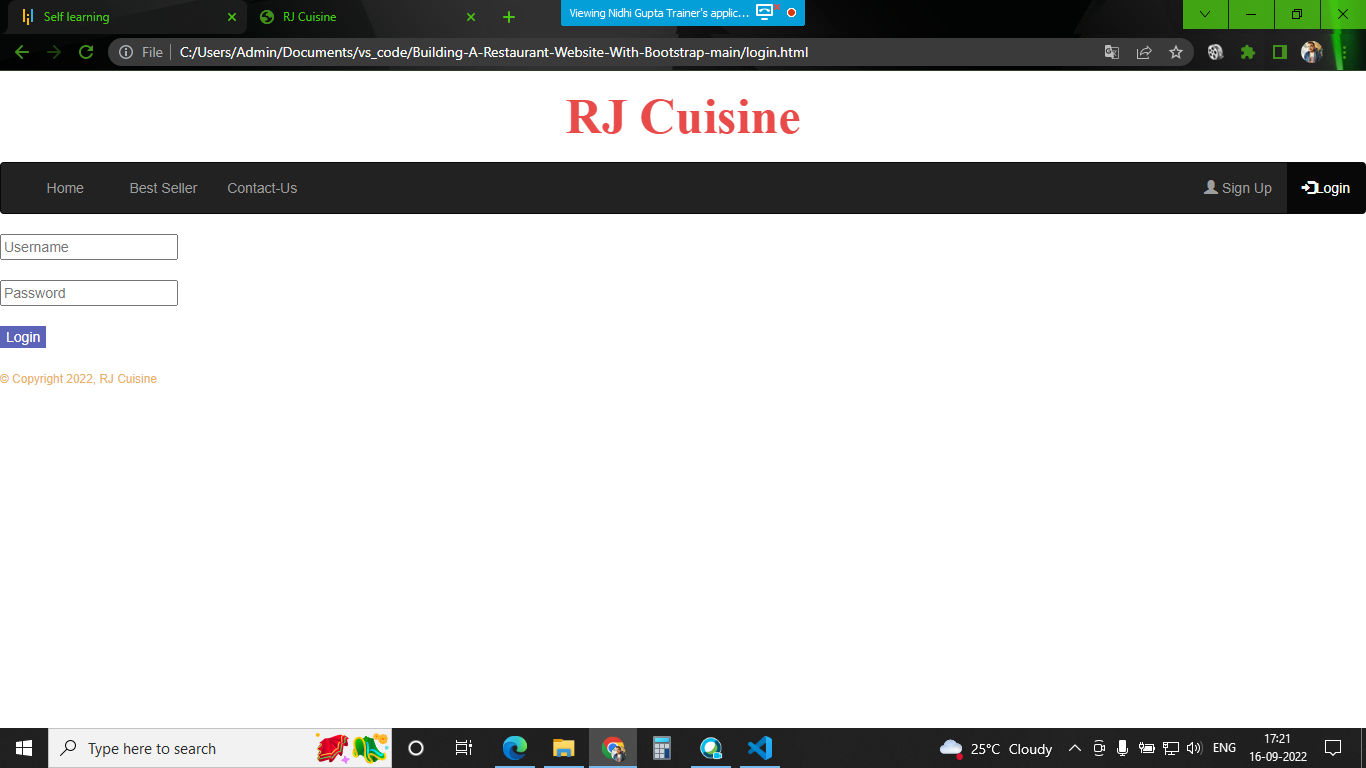 Self learning
RJ Cuisine
Viewing Nidhi Gupta Trainer's applic...
File
C:/Users/Admin/Documents/vs_code/Building-A-Restaurant-Website-With-Bootstrap-main/login.html
RJ Cuisine
Home Best Seller Contact-Us Sign Up Login
Username
Password
Login
© Copyright 2022, RJ Cuisine
Type here to search
25°C Cloudy
ENG
17:21
16-09-2022